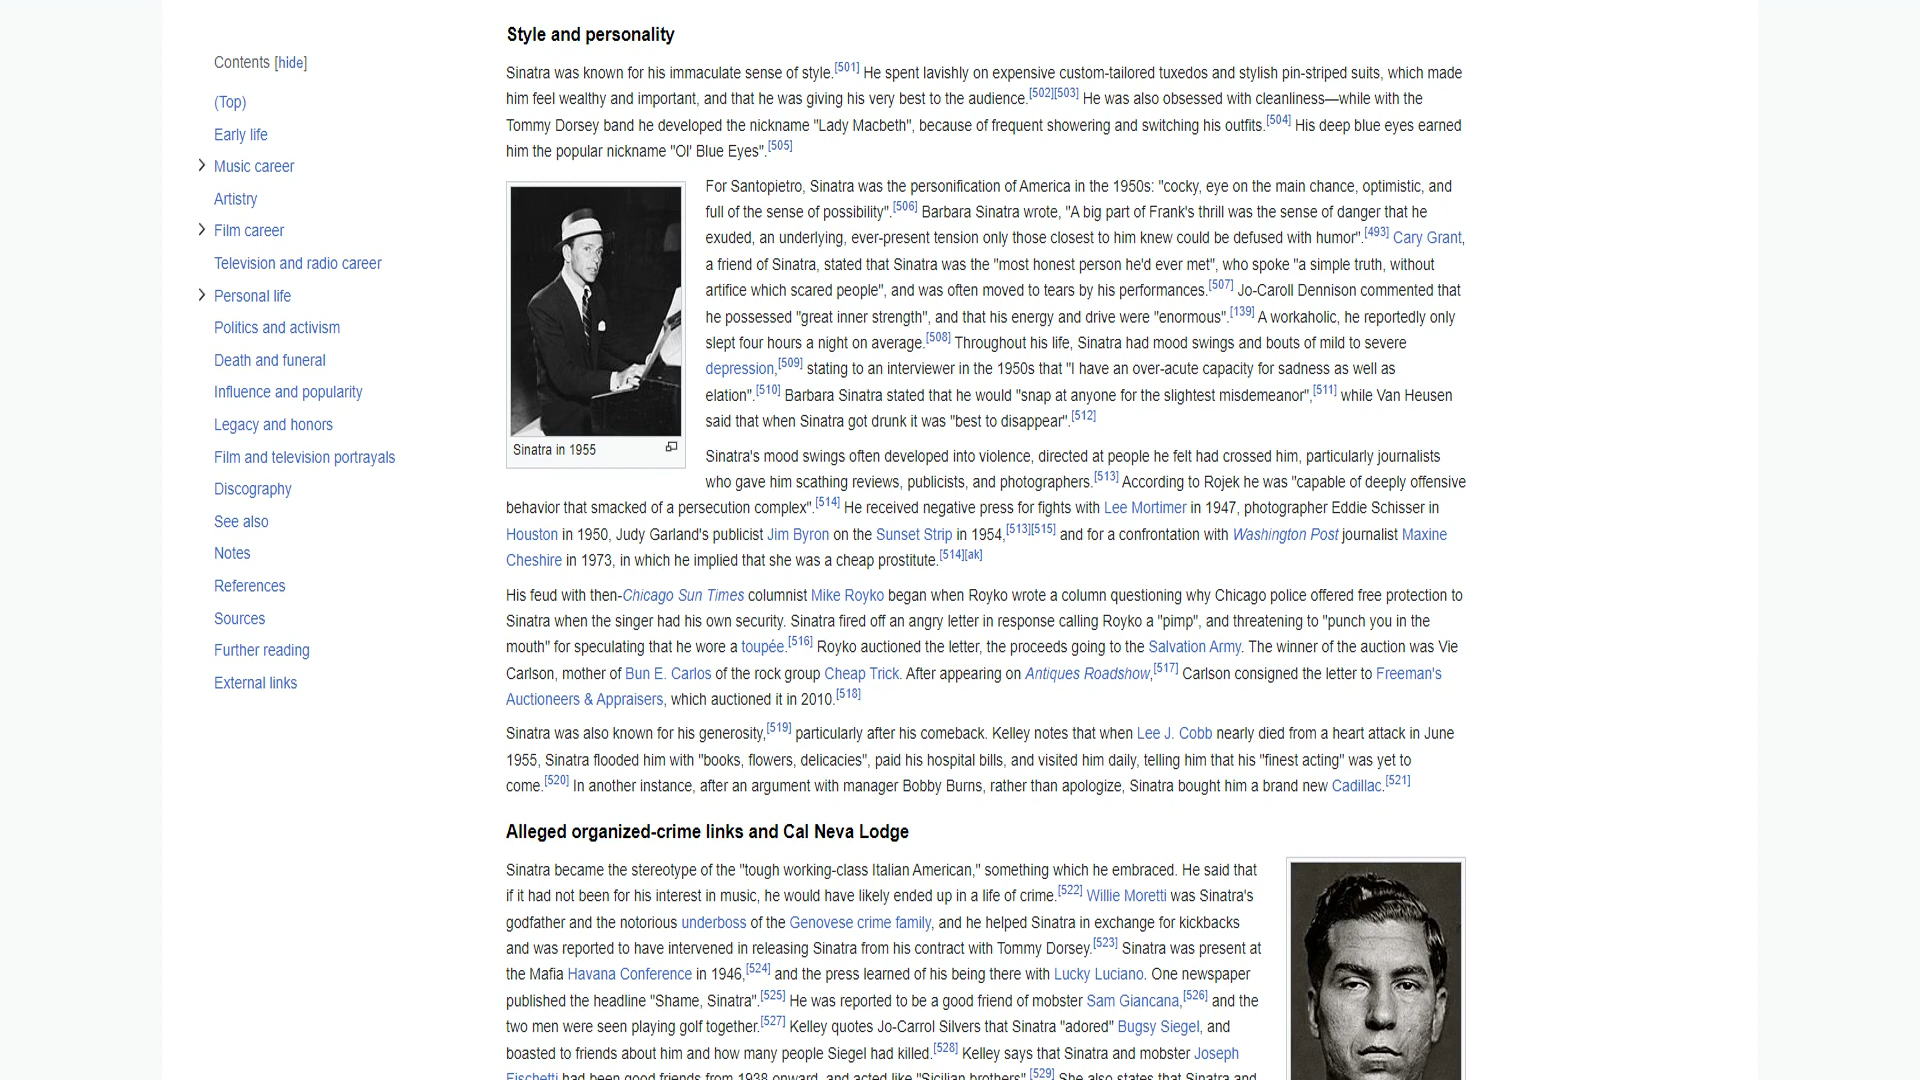 Contents [hide]
(Top)
Early life
Music career
Artistry
Film career
Television and radio career
Personal life
Politics and activism
Death and funeral
Influence and popularity
Legacy and honors
Film and television portrayals
Discography
See also
Notes
References
Sources
Further reading
External links
Style and personality
Sinatra was known for his immaculate sense of style.[501] He spent lavishly on expensive custom-tailored tuxedos and stylish pin-striped suits, which made
him feel wealthy and important, and that he was giving his very best to the audience.[502][503] He was also obsessed with cleanliness—while with the
Tommy Dorsey band he developed the nickname "Lady Macbeth", because of frequent showering and switching his outfits.[504] His deep blue eyes earned
him the popular nickname "Ol' Blue Eyes".[505]
For Santopietro, Sinatra was the personification of America in the 1950s: "cocky, eye on the main chance, optimistic, and
full of the sense of possibility".[506] Barbara Sinatra wrote, "A big part of Frank's thrill was the sense of danger that he
exuded, an underlying, ever-present tension only those closest to him knew could be defused with humor".[493] Cary Grant,
a friend of Sinatra, stated that Sinatra was the "most honest person he'd ever met", who spoke "a simple truth, without
artifice which scared people", and was often moved to tears by his performances.[507] Jo-Caroll Dennison commented that
he possessed "great inner strength", and that his energy and drive were "enormous".[139] A workaholic, he reportedly only
slept four hours a night on average.[508] Throughout his life, Sinatra had mood swings and bouts of mild to severe
depression,[509] stating to an interviewer in the 1950s that "I have an over-acute capacity for sadness as well as
elation".[510] Barbara Sinatra stated that he would "snap at anyone for the slightest misdemeanor",[511] while Van Heusen
said that when Sinatra got drunk it was "best to disappear".[512]
Sinatra in 1955
Sinatra's mood swings often developed into violence, directed at people he felt had crossed him, particularly journalists
who gave him scathing reviews, publicists, and photographers.[513] According to Rojek he was "capable of deeply offensive
behavior that smacked of a persecution complex".[514] He received negative press for fights with Lee Mortimer in 1947, photographer Eddie Schisser in
Houston in 1950, Judy Garland's publicist Jim Byron on the Sunset Strip in 1954,[513][515] and for a confrontation with Washington Post journalist Maxine
Cheshire in 1973, in which he implied that she was a cheap prostitute.[514][ak]
His feud with then-Chicago Sun Times columnist Mike Royko began when Royko wrote a column questioning why Chicago police offered free protection to
Sinatra when the singer had his own security. Sinatra fired off an angry letter in response calling Royko a "pimp", and threatening to "punch you in the
mouth" for speculating that he wore a toupée.[516] Royko auctioned the letter, the proceeds going to the Salvation Army. The winner of the auction was Vie
Carlson, mother of Bun E. Carlos of the rock group Cheap Trick. After appearing on Antiques Roadshow,[517] Carlson consigned the letter to Freeman's
Auctioneers & Appraisers, which auctioned it in 2010.[518]
Sinatra was also known for his generosity,[519] particularly after his comeback. Kelley notes that when Lee J. Cobb nearly died from a heart attack in June
1955, Sinatra flooded him with "books, flowers, delicacies", paid his hospital bills, and visited him daily, telling him that his "finest acting" was yet to
come.[520] In another instance, after an argument with manager Bobby Burns, rather than apologize, Sinatra bought him a brand new Cadillac.[521]
Alleged organized-crime links and Cal Neva Lodge
Sinatra became the stereotype of the "tough working-class Italian American," something which he embraced. He said that
if it had not been for his interest in music, he would have likely ended up in a life of crime.[522] Willie Moretti was Sinatra's
godfather and the notorious underboss of the Genovese crime family, and he helped Sinatra in exchange for kickbacks
and was reported to have intervened in releasing Sinatra from his contract with Tommy Dorsey.[523] Sinatra was present at
the Mafia Havana Conference in 1946,[524] and the press learned of his being there with Lucky Luciano. One newspaper
published the headline "Shame, Sinatra".[525] He was reported to be a good friend of mobster Sam Giancana,[526] and the
two men were seen playing golf together.[527] Kelley quotes Jo-Carrol Silvers that Sinatra "adored" Bugsy Siegel, and
boasted to friends about him and how many people Siegel had killed.[528] Kelley says that Sinatra and mobster Joseph
Fischetti had been good friends from 1938 onward, and acted like "Sicilian brothers".[529] She also states that Sinatra and